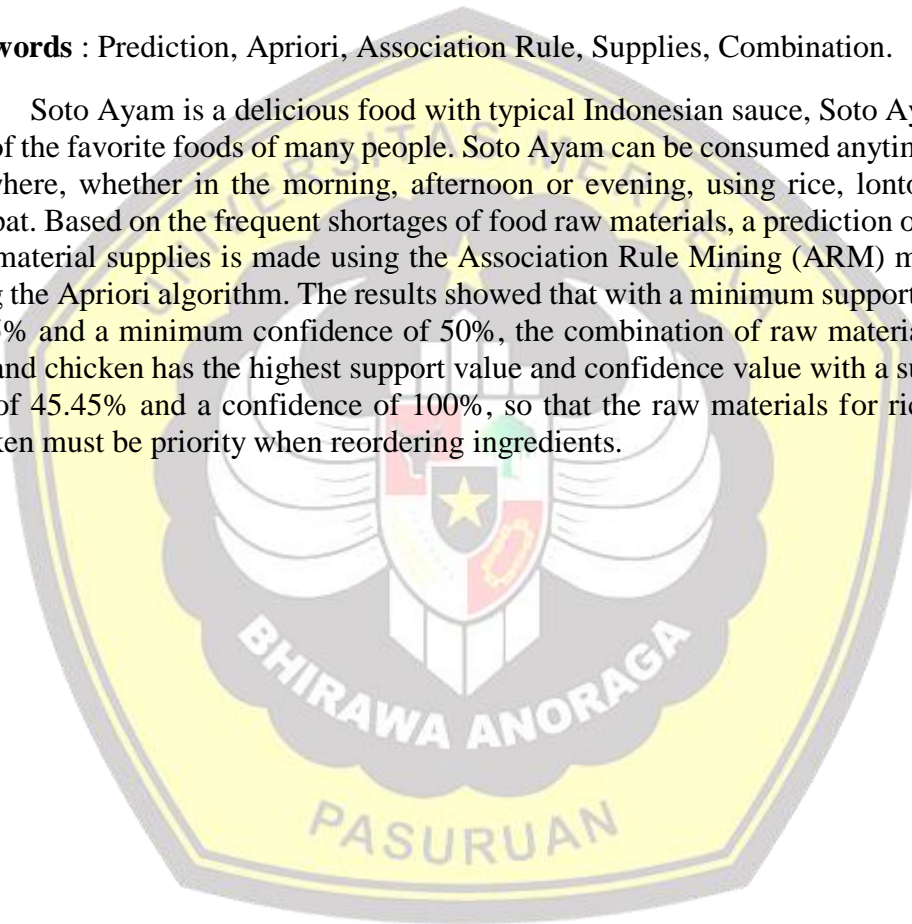 words : Prediction, Apriori, Association Rule, Supplies, Combination.
Soto Ayam is a delicious food with typical Indonesian sauce, Soto Ay
of the favorite foods of many people. Soto Ayam can be consumed anytim
where, whether in the morning, afternoon or evening, using rice, lonto
pat. Based on the frequent shortages of food raw materials, a prediction o
material supplies is made using the Association Rule Mining (ARM) m
g the Apriori algorithm. The results showed that with a minimum support
% and a minimum confidence of 50%, the combination of raw materia
and chicken has the highest support value and confidence value with a su
of 45.45% and a confidence of 100%, so that the raw materials for ric
ken must be priority when reordering ingredients.
UNIVERSITAS MERDEKA
BHIRAWA ANORAGA
PASURUAN